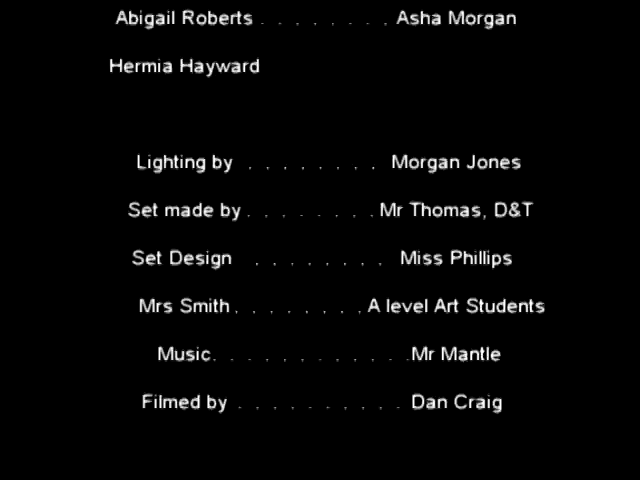 Abigail Roberts . . . . . . . . Asha Morgan
Hermia Hayward
Lighting by . . . . . . . . Morgan Jones
Set made by . . . . . . . . Mr Thomas, D&T
Set Design . . . . . . . . Miss Phillips
Mrs Smith . . . . . . . . A level Art Students
Music. . . . . . . . . . . . Mr Mantle
Filmed by . . . . . . . . . . Dan Craig